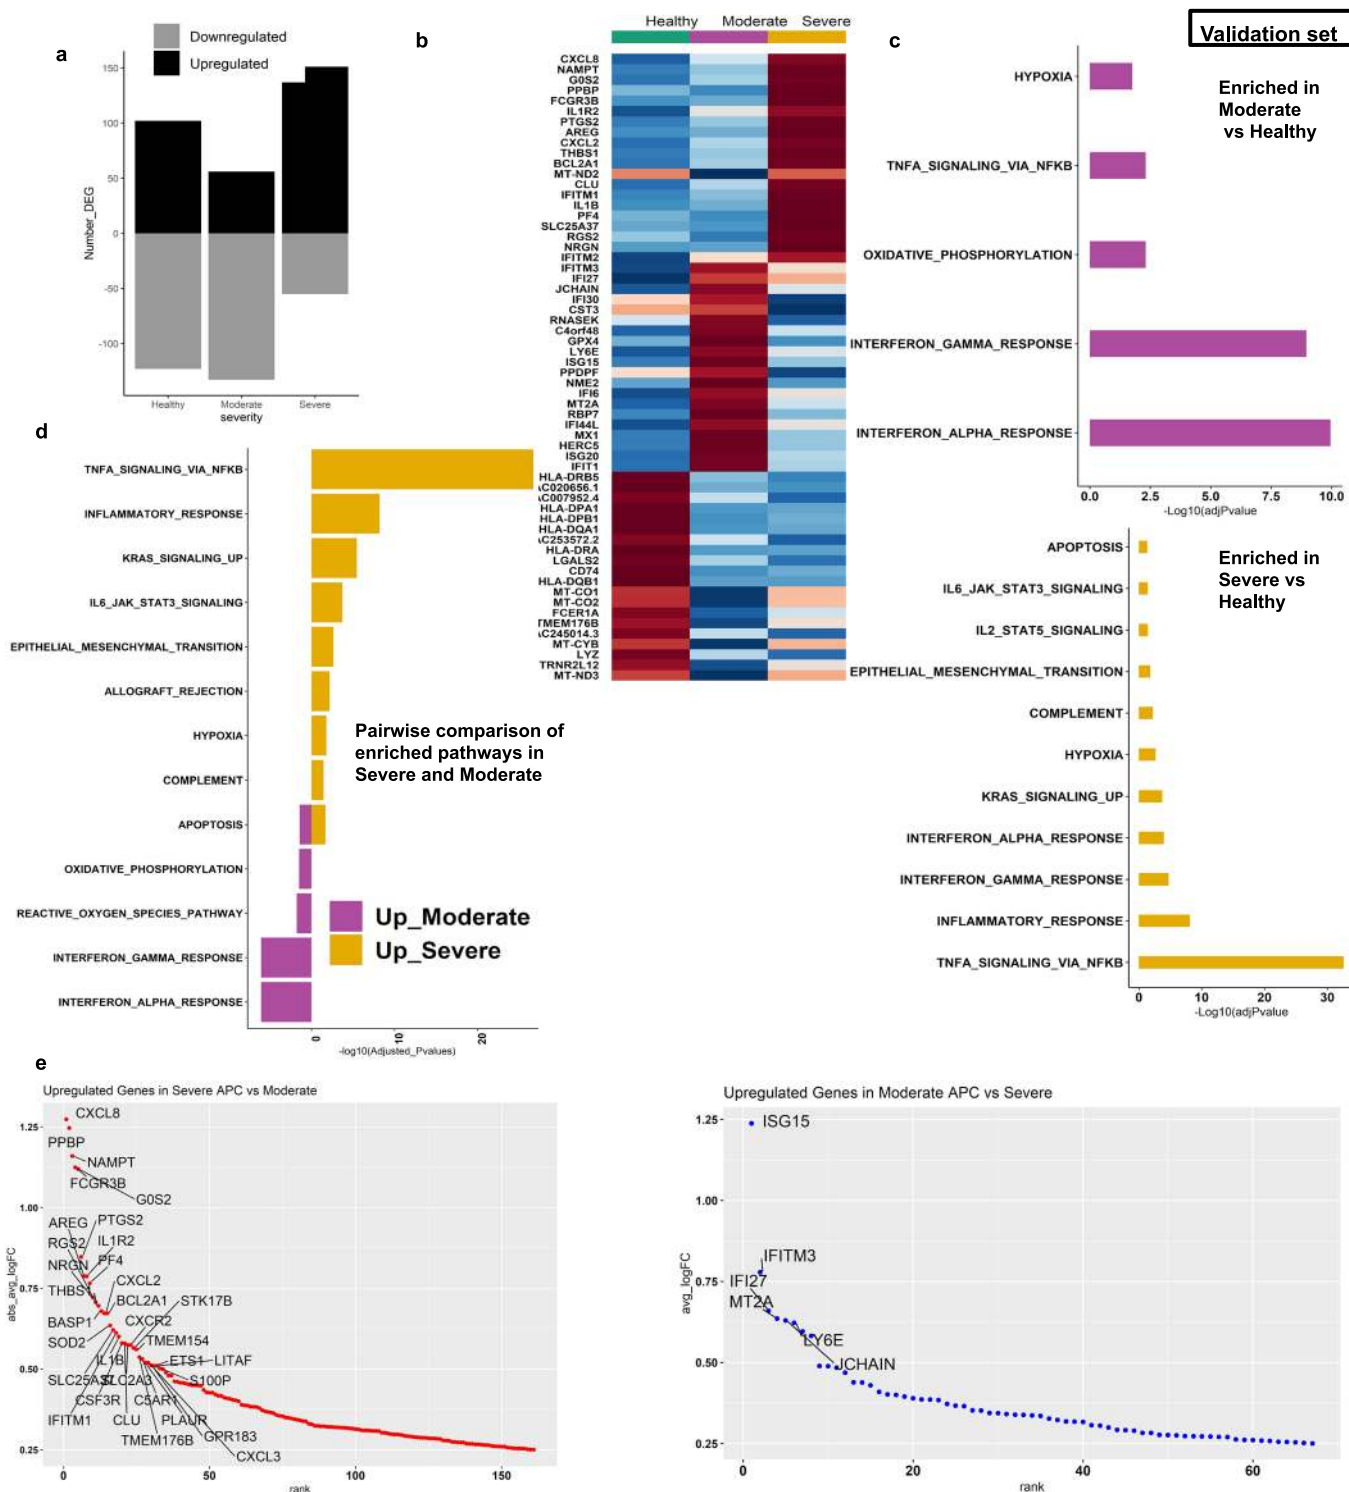 a
Downregulated
Upregulated
150
100
50
0
-50
-100
Number_DEG
Healthy
Moderate
Severe
severity
b
Healthy
Moderate
Severe
CXCL8
NAMPT
G0S2
PPBP
FCGR3B
IL1R2
PTGS2
AREG
CXCL2
THBS1
BCL2A1
MT-ND2
CLU
IFITM1
IL1B
PF4
SLC25A37
RGS2
NRGN
IFITM2
IFITM3
IFI27
JCHAIN
IFI30
CST3
RNASEK
C4orf48
GPX4
LY6E
ISG15
PPDPF
NME2
IFI6
MT2A
RBP7
IFI44L
MX1
HERC5
ISG20
IFIT1
HLA-DRB5
AC020656.1
AC007952.4
HLA-DPA1
HLA-DPB1
HLA-DQA1
AC253572.2
HLA-DRA
LGALS2
CD74
HLA-DQB1
MT-CO1
MT-CO2
FCER1A
TMEM176B
AC245014.3
MT-CYB
LYZ
TRNR2L12
MT-ND3
c
Validation set
HYPOXIA
TNFA_SIGNALING_VIA_NFKB
OXIDATIVE_PHOSPHORYLATION
INTERFERON_GAMMA_RESPONSE
INTERFERON_ALPHA_RESPONSE
Enriched in
Moderate
vs Healthy
0.0
2.5
5.0
7.5
10.0
-Log10(adjPvalue
APOPTOSIS
IL6_JAK_STAT3_SIGNALING
IL2_STAT5_SIGNALING
EPITHELIAL_MESENCHYMAL_TRANSITION
COMPLEMENT
HYPOXIA
KRAS_SIGNALING_UP
INTERFERON_ALPHA_RESPONSE
INTERFERON_GAMMA_RESPONSE
INFLAMMATORY_RESPONSE
TNFA_SIGNALING_VIA_NFKB
Enriched in
Severe vs
Healthy
0
10
20
30
-Log10(adjPvalue
d
TNFA_SIGNALING_VIA_NFKB
INFLAMMATORY_RESPONSE
KRAS_SIGNALING_UP
IL6_JAK_STAT3_SIGNALING
EPITHELIAL_MESENCHYMAL_TRANSITION
ALLOGRAFT_REJECTION
HYPOXIA
COMPLEMENT
APOPTOSIS
OXIDATIVE_PHOSPHORYLATION
REACTIVE_OXYGEN_SPECIES_PATHWAY
INTERFERON_GAMMA_RESPONSE
INTERFERON_ALPHA_RESPONSE
Pairwise comparison of
enriched pathways in
Severe and Moderate
Up_Moderate
Up_Severe
0
10
20
-log10(Adjusted_Pvalues)
e
Upregulated Genes in Severe APC vs Moderate
1.25
1.00
0.75
0.50
0.25
abs_avg_logFC
CXCL8
PPBP
NAMPT
FCGR3B
G0S2
AREG
PTGS2
RGS2
IL1R2
NRGN
PF4
CXCL2
THBS1
BCL2A1
STK17B
BASP1
CXCR2
SOD2
TMEM154
IL1B
ETS1
LITAF
SLC25A37
SLC2A3
S100P
CSF3R
C5AR1
IFITM1
CLU
PLAUR
TMEM176B
GPR183
CXCL3
0
50
100
150
rank
Upregulated Genes in Moderate APC vs Severe
1.25
1.00
0.75
0.50
0.25
avg_logFC
ISG15
IFITM3
IFI27
MT2A
LY6E
JCHAIN
0
20
40
60
rank